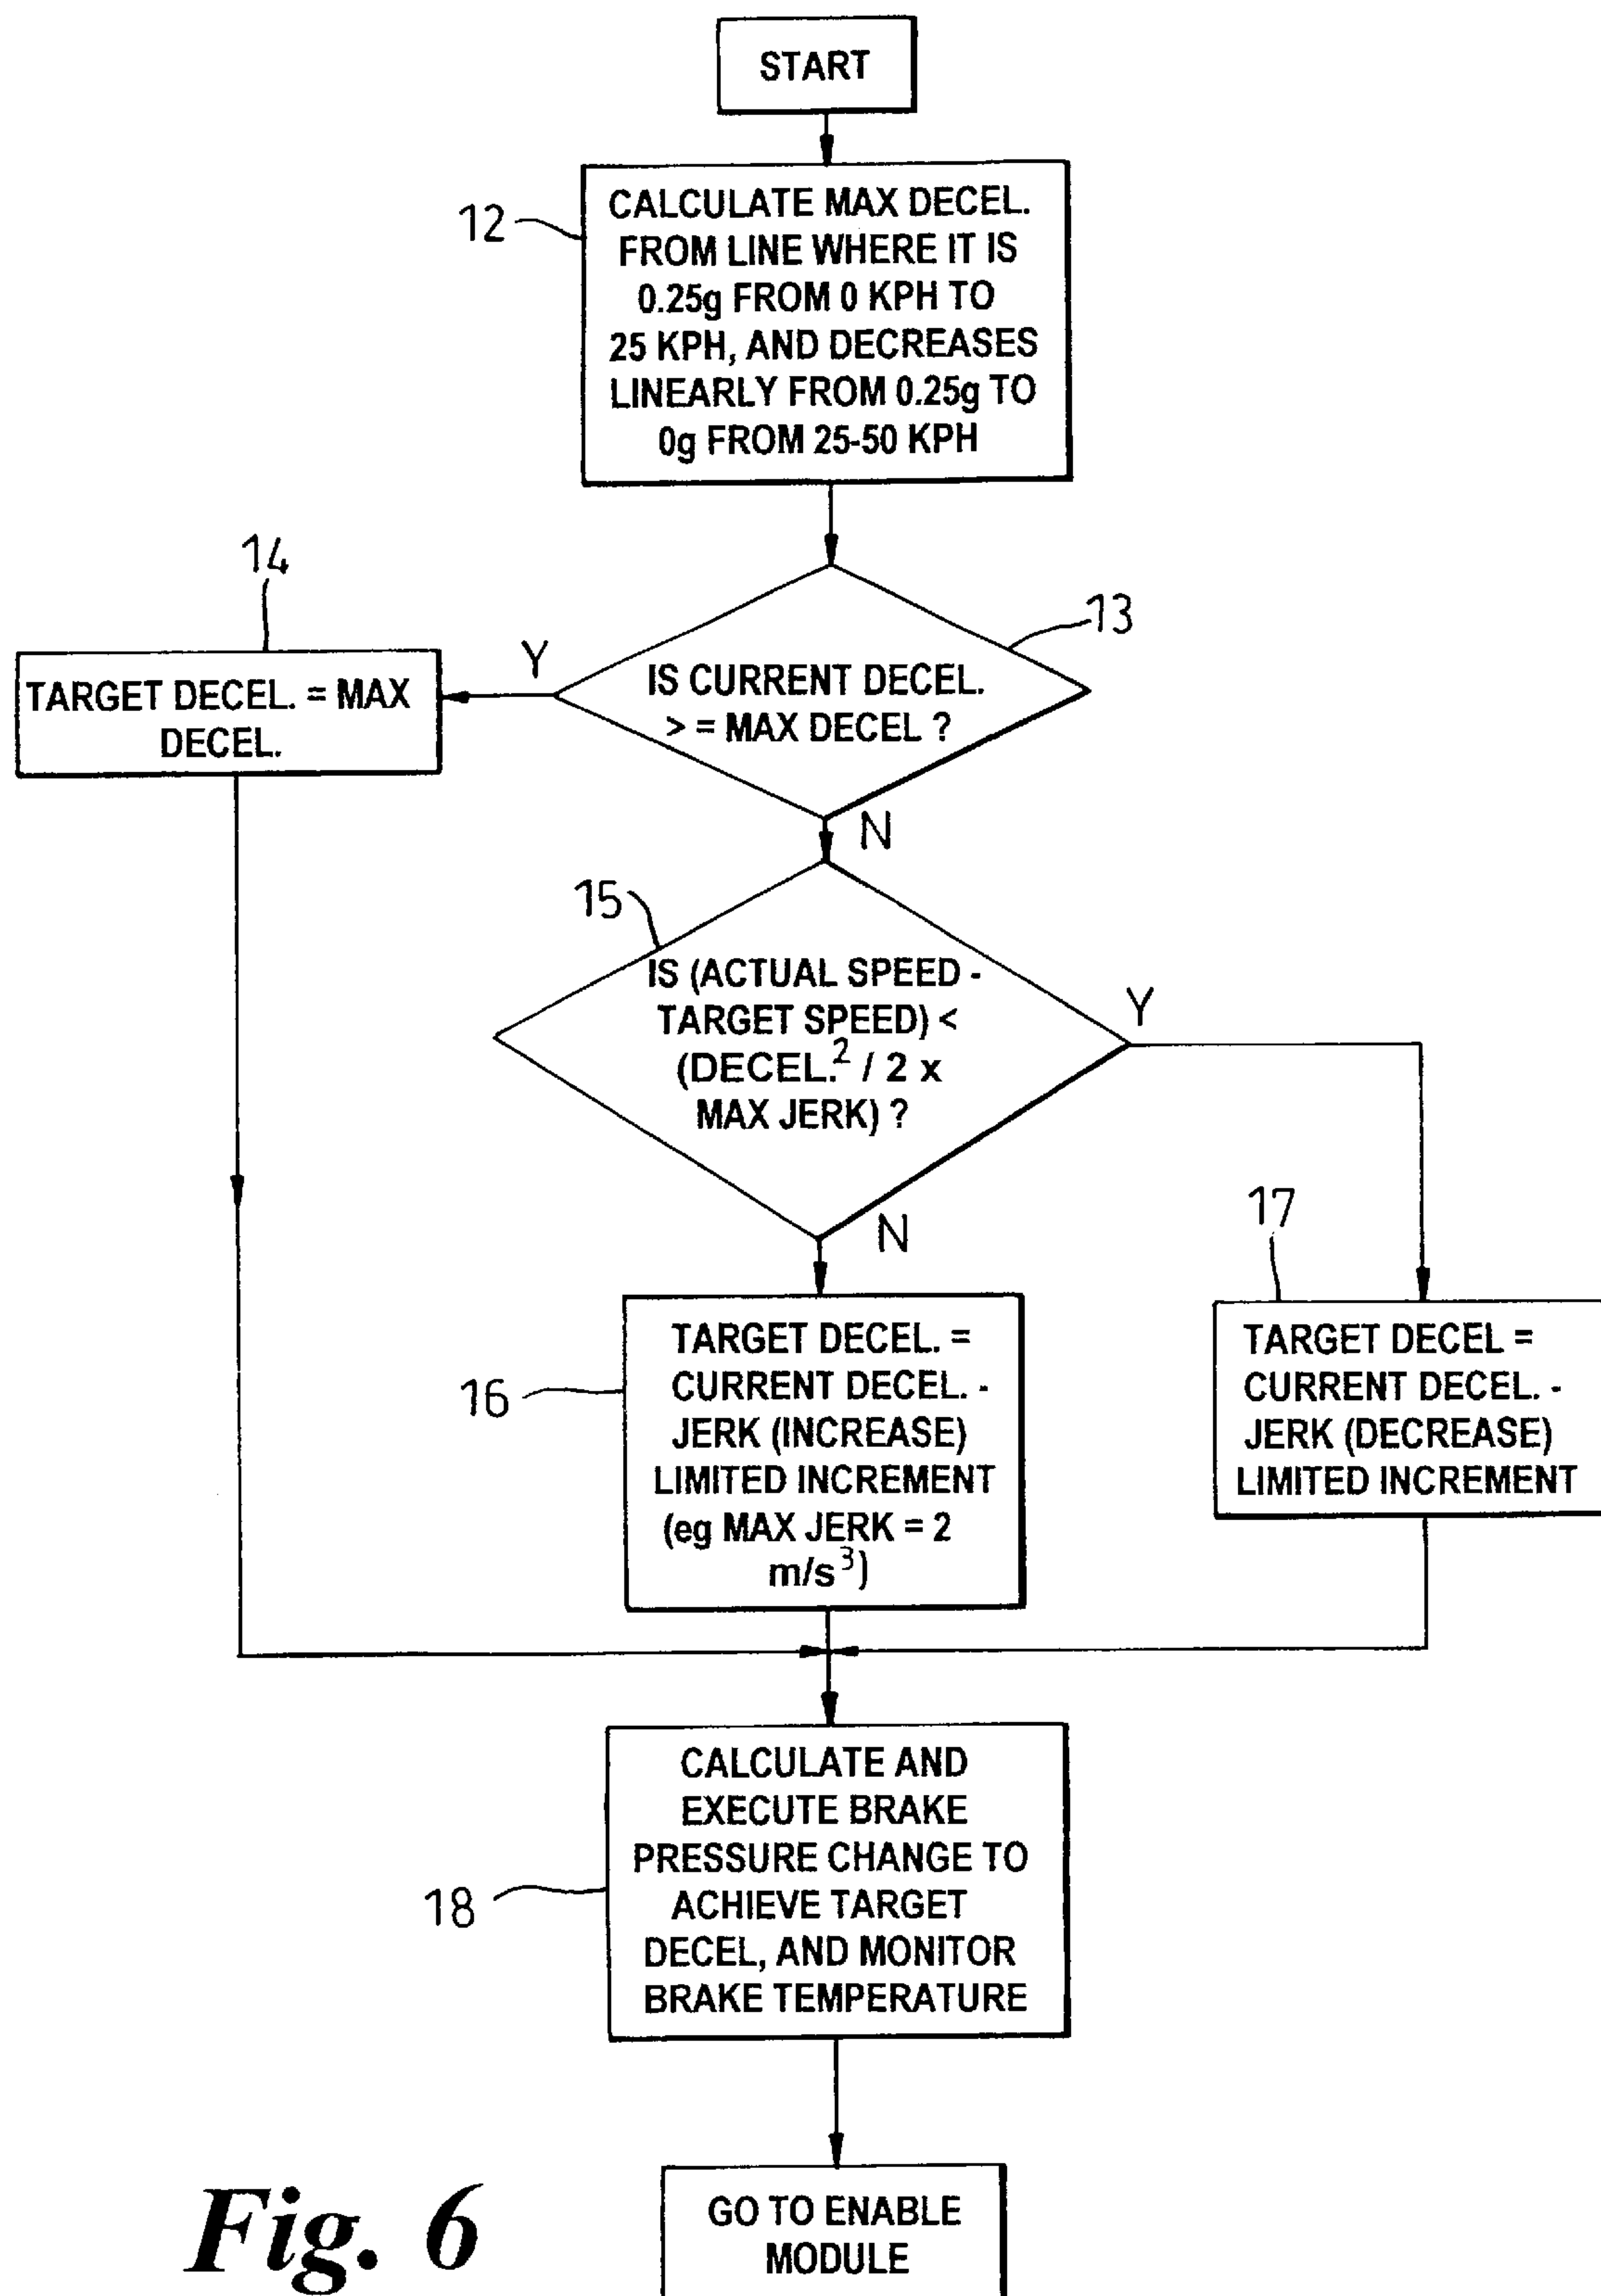 START
12
CALCULATE MAX DECEL.
FROM LINE WHERE IT IS
0.25g FROM 0 KPH TO
25 KPH, AND DECREASES
LINEARLY FROM 0.25g TO
0g FROM 25-50 KPH
14
13
Y
TARGET DECEL. = MAX
DECEL.
IS CURRENT DECEL.
> = MAX DECEL ?
N
15
IS (ACTUAL SPEED -
TARGET SPEED) <
(DECEL.² / 2 x
MAX JERK) ?
Y
N
17
16
TARGET DECEL. =
CURRENT DECEL. -
JERK (INCREASE)
LIMITED INCREMENT
(eg MAX JERK = 2
m/s³)
TARGET DECEL =
CURRENT DECEL. -
JERK (DECREASE)
LIMITED INCREMENT
18
CALCULATE AND
EXECUTE BRAKE
PRESSURE CHANGE TO
ACHIEVE TARGET
DECEL, AND MONITOR
BRAKE TEMPERATURE
GO TO ENABLE
MODULE
Fig. 6